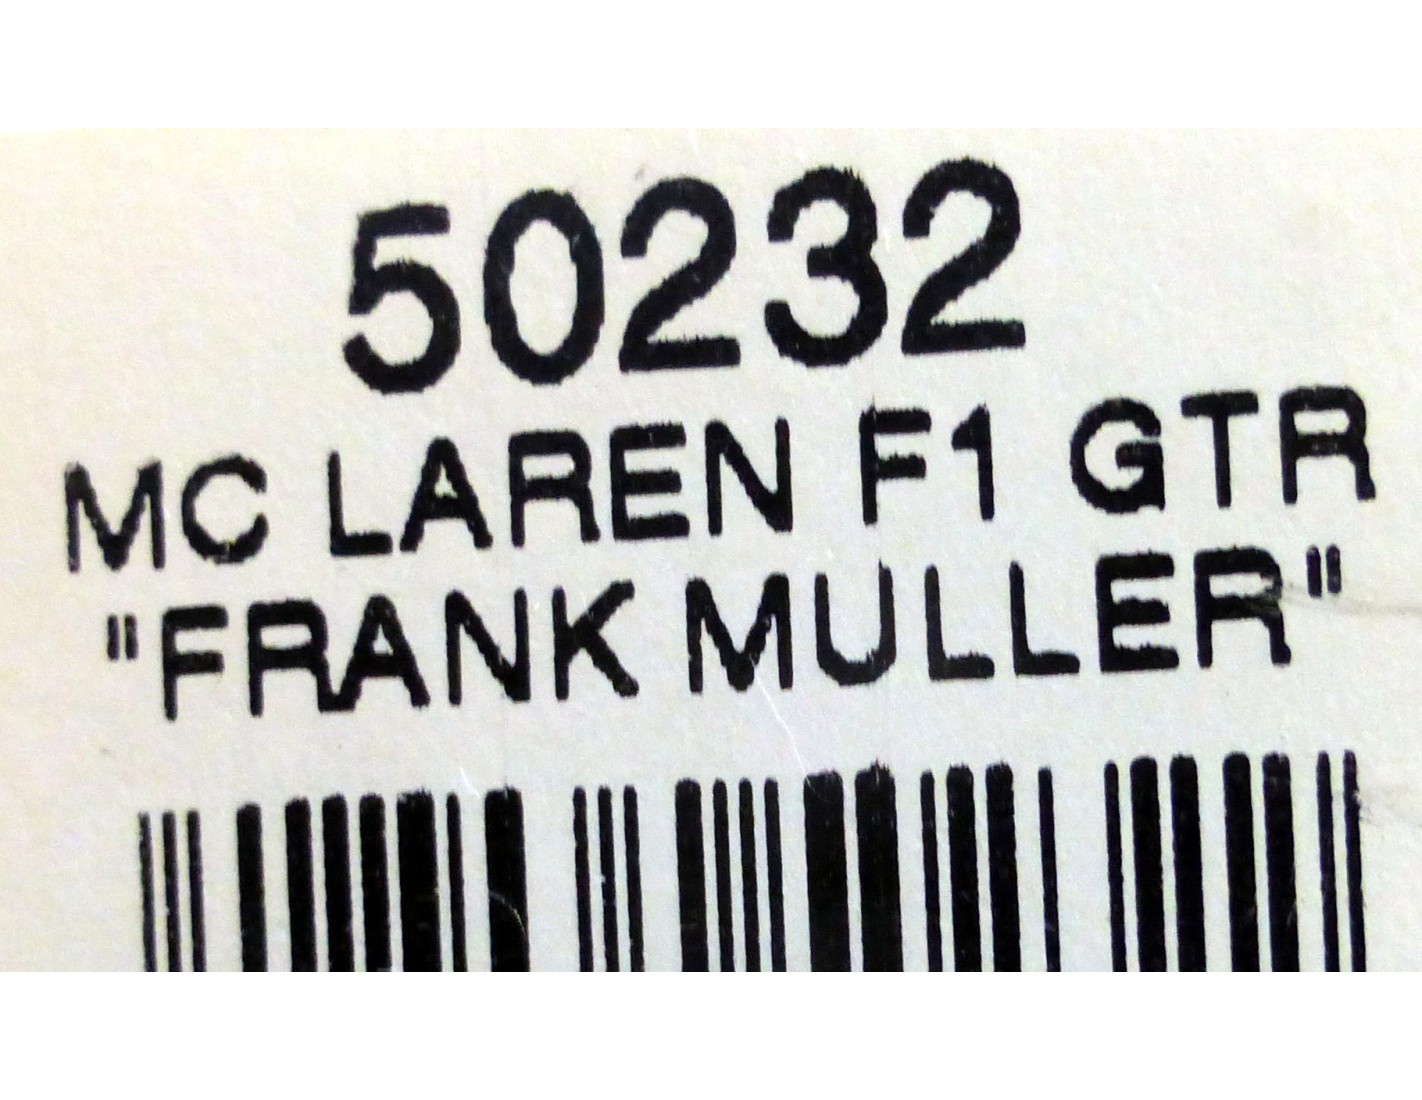 50232
MC LAREN F1 GTR
"FRANK MULLER"